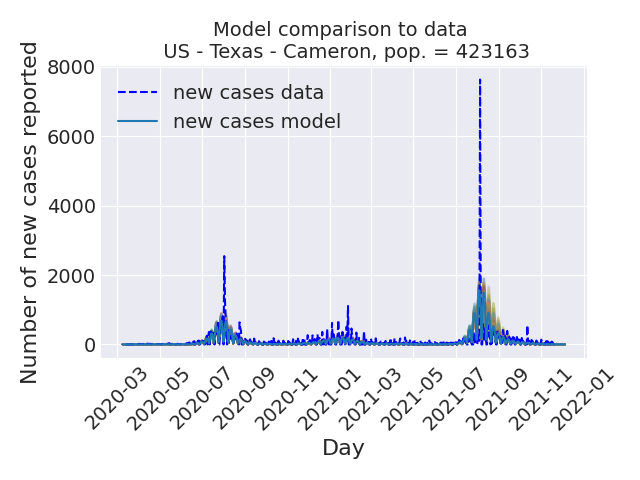 Model comparison to data
US - Texas - Cameron, pop. = 423163
Number of new cases reported
8000
6000
4000
2000
0
new cases data
new cases model
2020-03
2020-05
2020-07
2020-09
2020-11
2021-01
2021-03
2021-05
2021-07
2021-09
2021-11
2022-01
Day